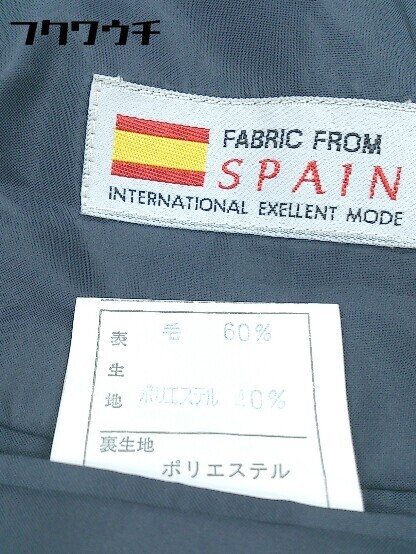 フクワウチ
FABRIC FROM
SPAIN
INTERNATIONAL EXELLENT MODE
表生地
毛 60%
ポリエステル 40%
裏生地
ポリエステル